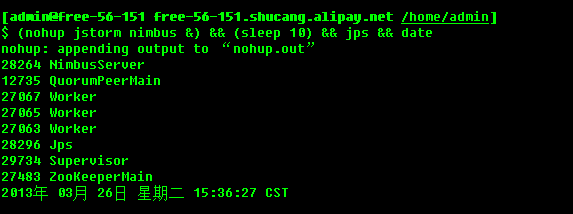 [admin@free-56-151 free-56-151.shucang.alipay.net /home/admin]
$ (nohup jstorm nimbus &) && (sleep 10) && jps && date
nohup: appending output to “nohup.out”
28264 NimbusServer
12735 QuorumPeerMain
27067 Worker
27065 Worker
27063 Worker
28296 Jps
29734 Supervisor
27483 ZooKeeperMain
2013年 03月 26日 星期二 15:36:27 CST